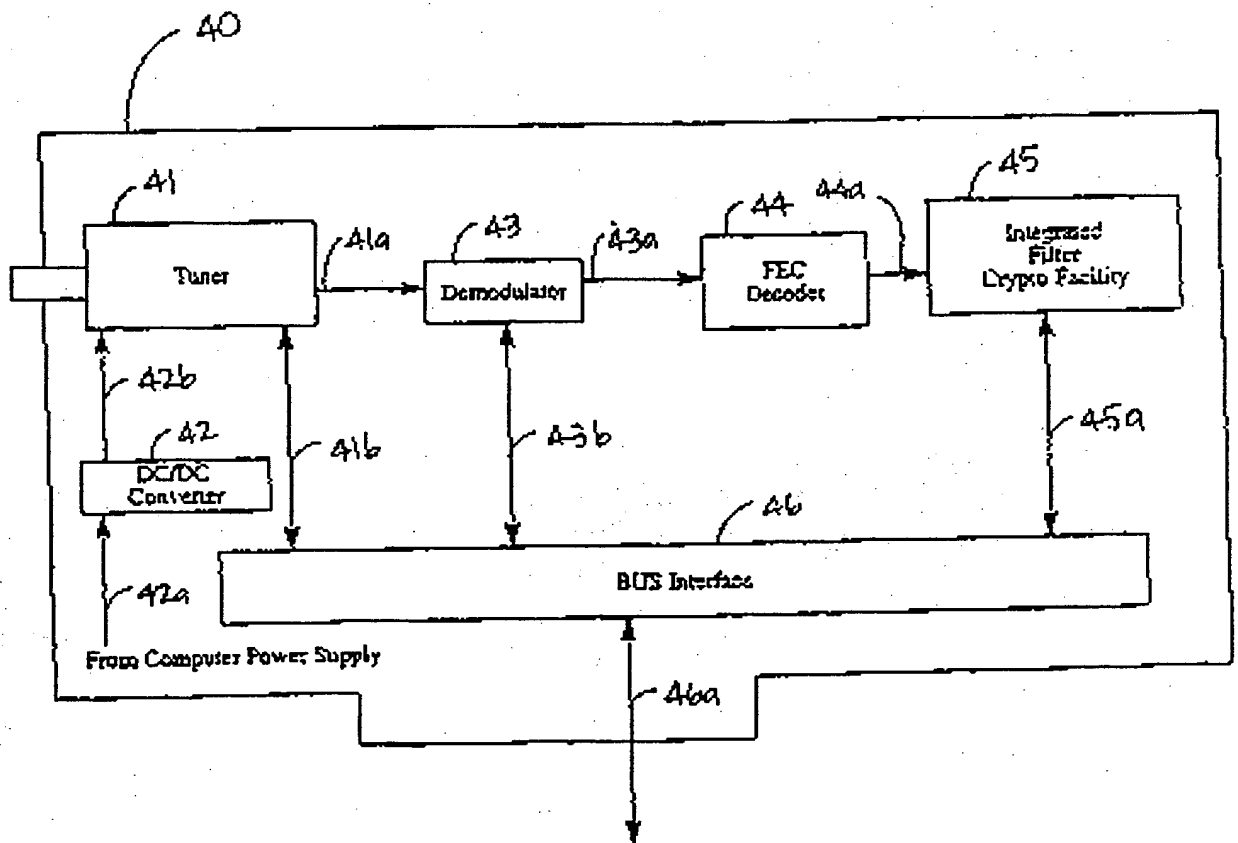 40
41
Tuner
41a
43
Demodulator
43a
44
FEC
Decoder
44a
45
Integrated
Filter
Crypto Facility
42b
42
DC/DC
Converter
42a
From Computer Power Supply
41b
43b
45a
46
BUS Interface
46a